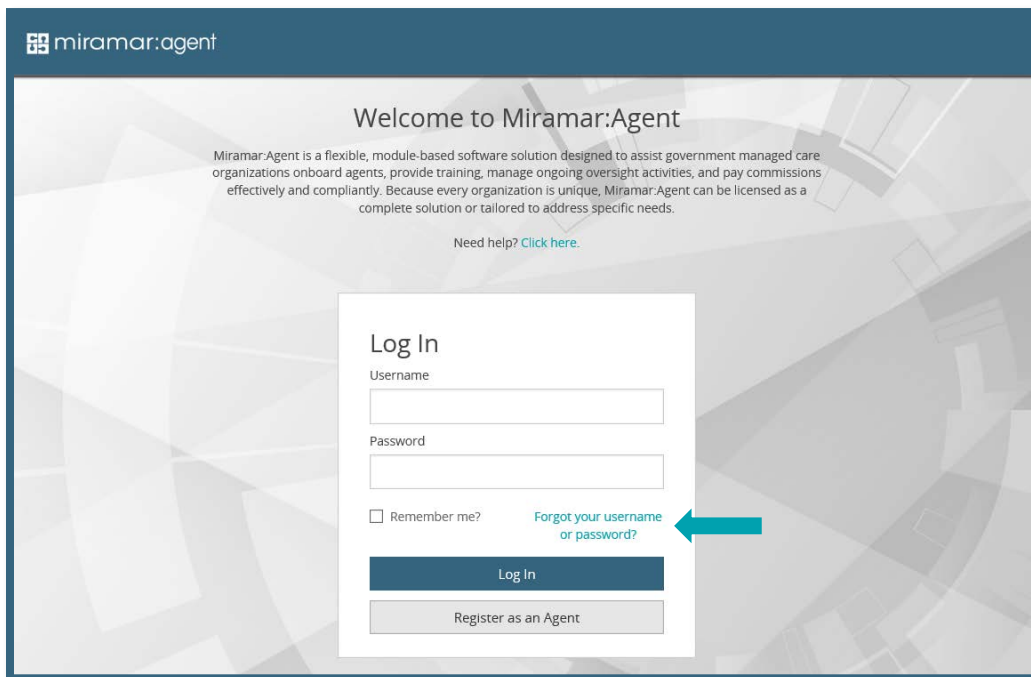 miramar:agent
Welcome to Miramar:Agent
Miramar:Agent is a flexible, module-based software solution designed to assist government managed care
organizations onboard agents, provide training, manage ongoing oversight activities, and pay commissions
effectively and compliantly. Because every organization is unique, Miramar:Agent can be licensed as a
complete solution or tailored to address specific needs.
Need help? Click here.
Log In
Username
Password
Remember me?
Forgot your username
or password?
Log In
Register as an Agent